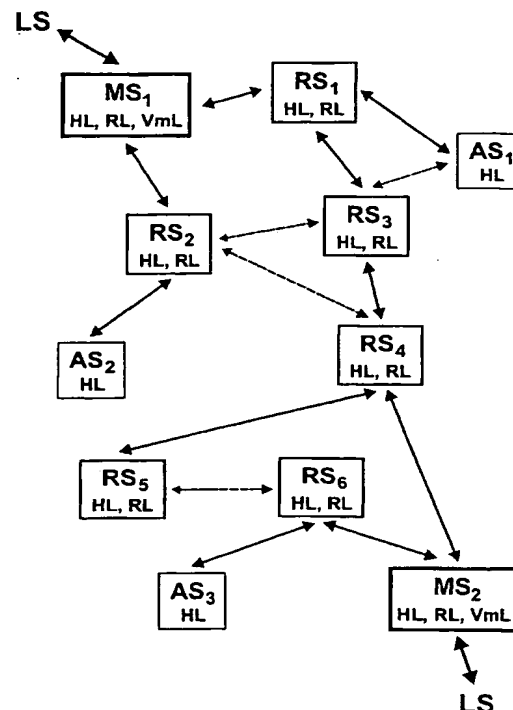 LS
MS₁
HL, RL, VmL
RS₁
HL, RL
AS₁
HL
RS₂
HL, RL
RS₃
HL, RL
AS₂
HL
RS₄
HL, RL
RS₅
HL, RL
RS₆
HL, RL
AS₃
HL
MS₂
HL, RL, VmL
LS